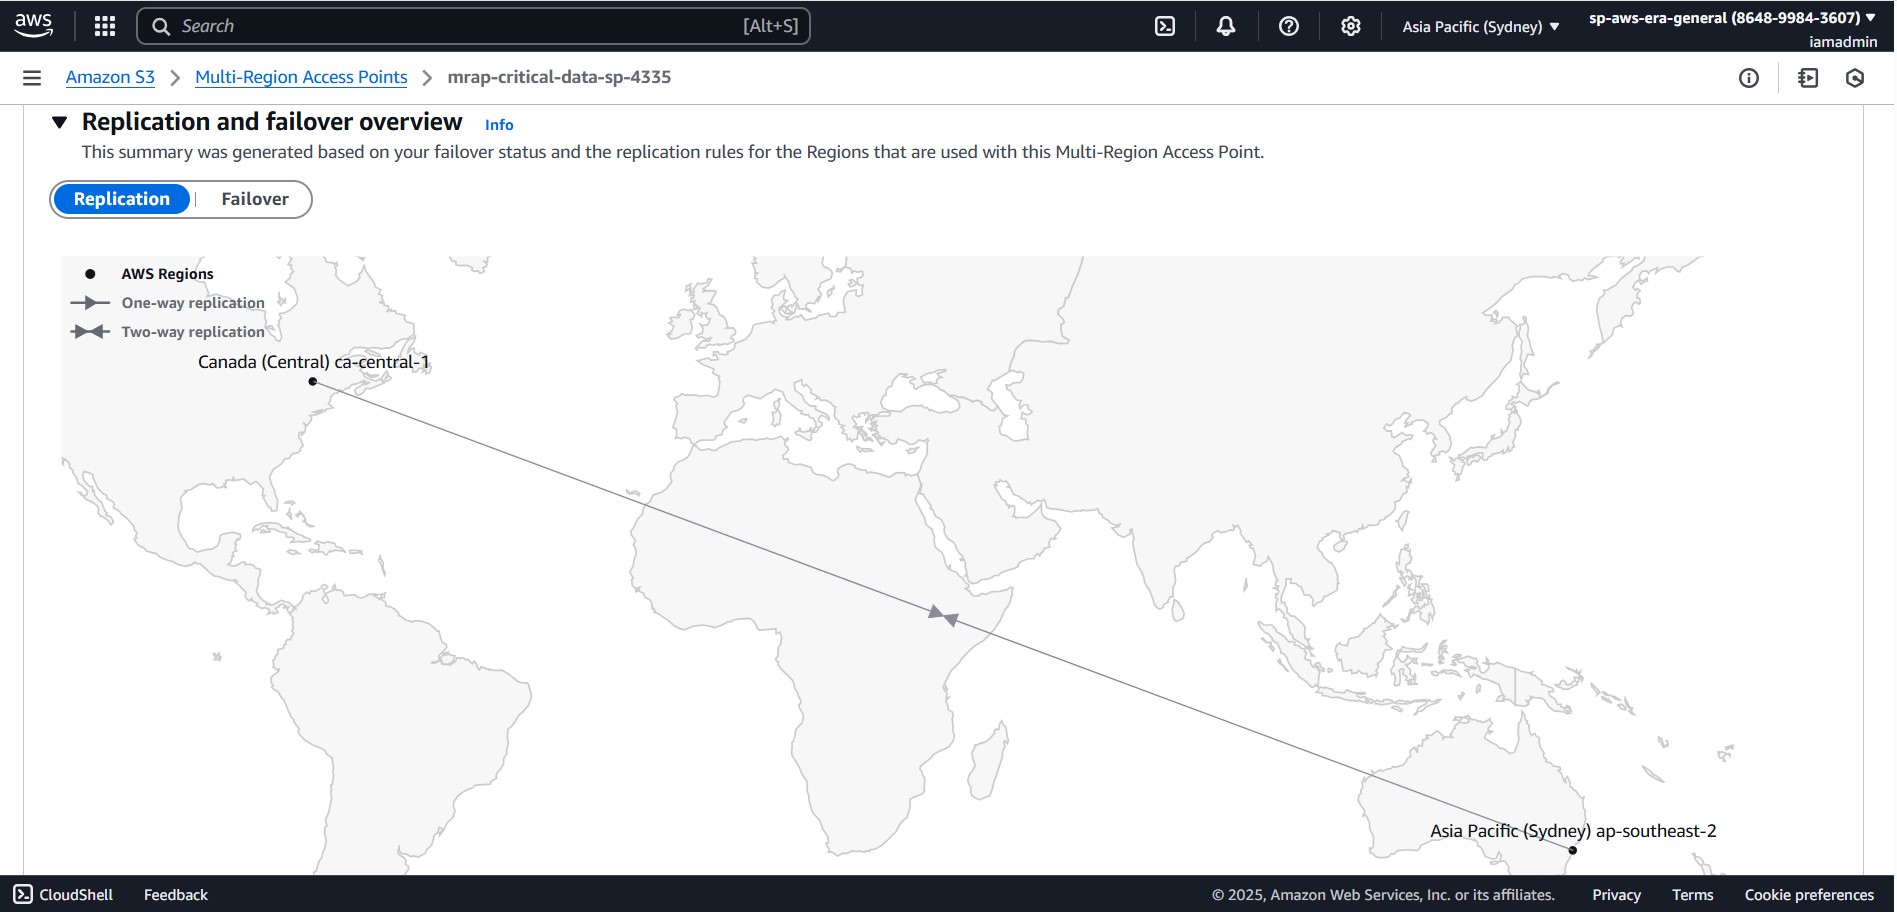 aws
Search [Alt+S]
Asia Pacific (Sydney) ▼
sp-aws-era-general (8648-9984-3607) ▼
iamadmin
Amazon S3 > Multi-Region Access Points > mrap-critical-data-sp-4335
Replication and failover overview Info
This summary was generated based on your failover status and the replication rules for the Regions that are used with this Multi-Region Access Point.
Replication | Failover
AWS Regions
One-way replication
Two-way replication
Canada (Central) ca-central-1
Asia Pacific (Sydney) ap-southeast-2
CloudShell Feedback © 2025, Amazon Web Services, Inc. or its affiliates. Privacy Terms Cookie preferences